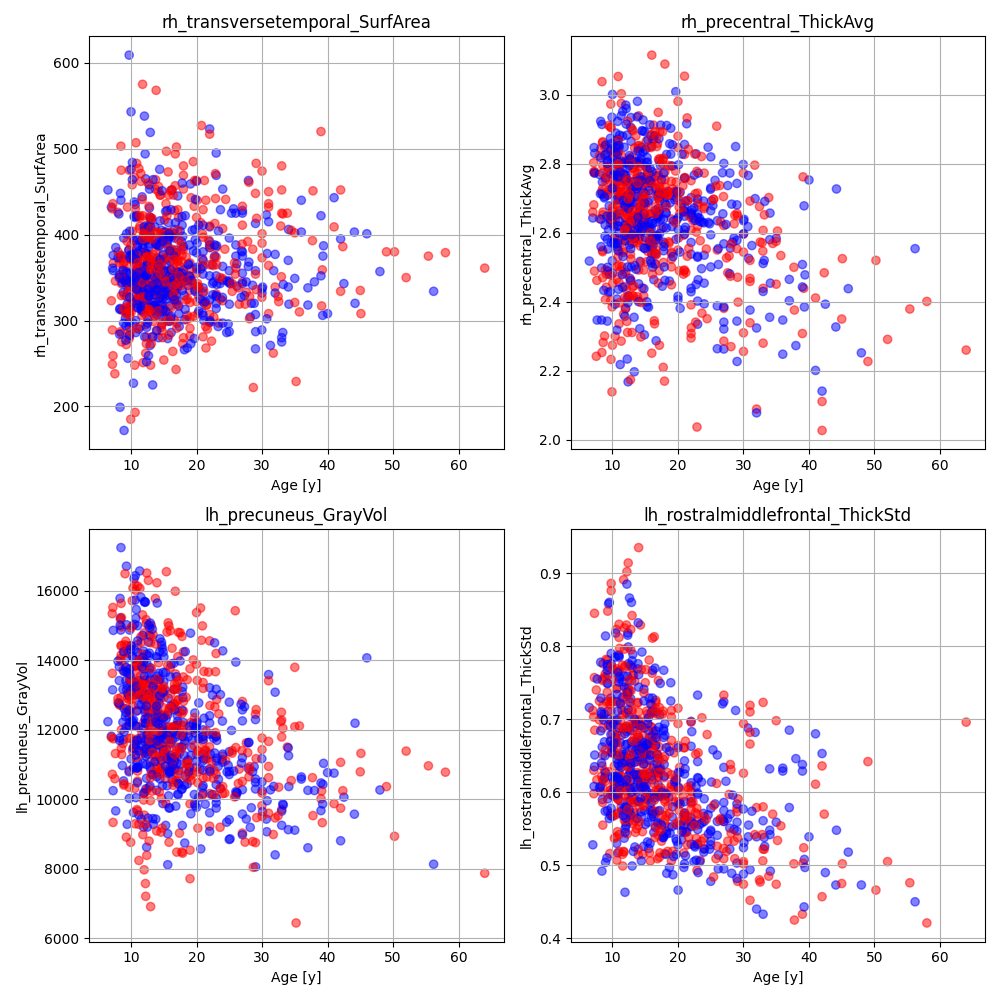 rh_transversetemporal_SurfArea
rh_transversetemporal_SurfArea
600
500
400
300
200
10 20 30 40 50 60
Age [y]
rh_precentral_ThickAvg
rh_precentral_ThickAvg
3.0
2.8
2.6
2.4
2.2
2.0
10 20 30 40 50 60
Age [y]
lh_precuneus_GrayVol
lh_precuneus_GrayVol
16000
14000
12000
10000
8000
6000
10 20 30 40 50 60
Age [y]
lh_rostralmiddlefrontal_ThickStd
lh_rostralmiddlefrontal_ThickStd
0.9
0.8
0.7
0.6
0.5
0.4
10 20 30 40 50 60
Age [y]